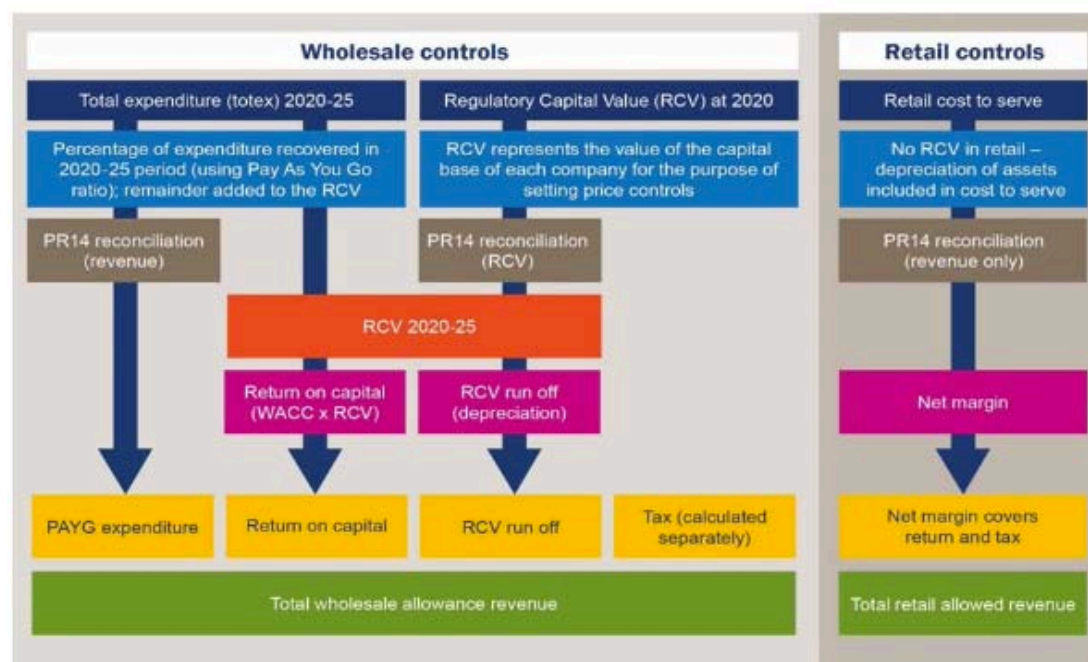 Wholesale controls
Retail controls
Total expenditure (totex) 2020-25
Regulatory Capital Value (RCV) at 2020
Retail cost to serve
Percentage of expenditure recovered in
2020-25 period (using Pay As You Go
ratio); remainder added to the RCV
RCV represents the value of the capital
base of each company for the purpose of
setting price controls
No RCV in retail –
depreciation of assets
included in cost to serve
PR14 reconciliation
(revenue)
PR14 reconciliation
(RCV)
PR14 reconciliation
(revenue only)
RCV 2020-25
Return on capital
(WACC x RCV)
RCV run off
(depreciation)
Net margin
PAYG expenditure
Return on capital
RCV run off
Tax (calculated
separately)
Net margin covers
return and tax
Total wholesale allowance revenue
Total retail allowed revenue